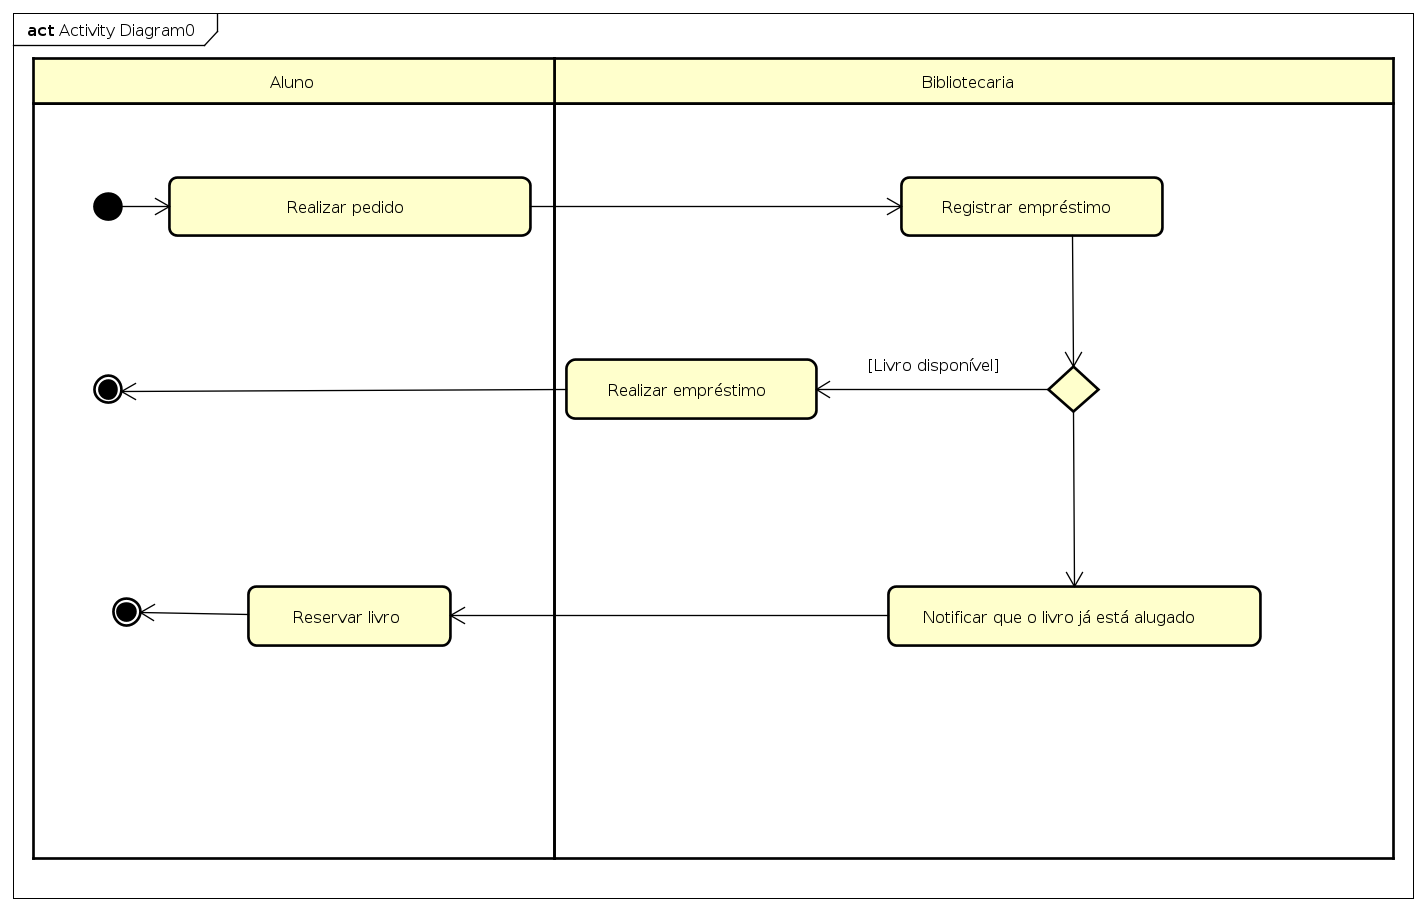 act Activity Diagram0
Aluno
Bibliotecaria
Realizar pedido
Registrar empréstimo
[Livro disponível]
Realizar empréstimo
Reservar livro
Notificar que o livro já está alugado